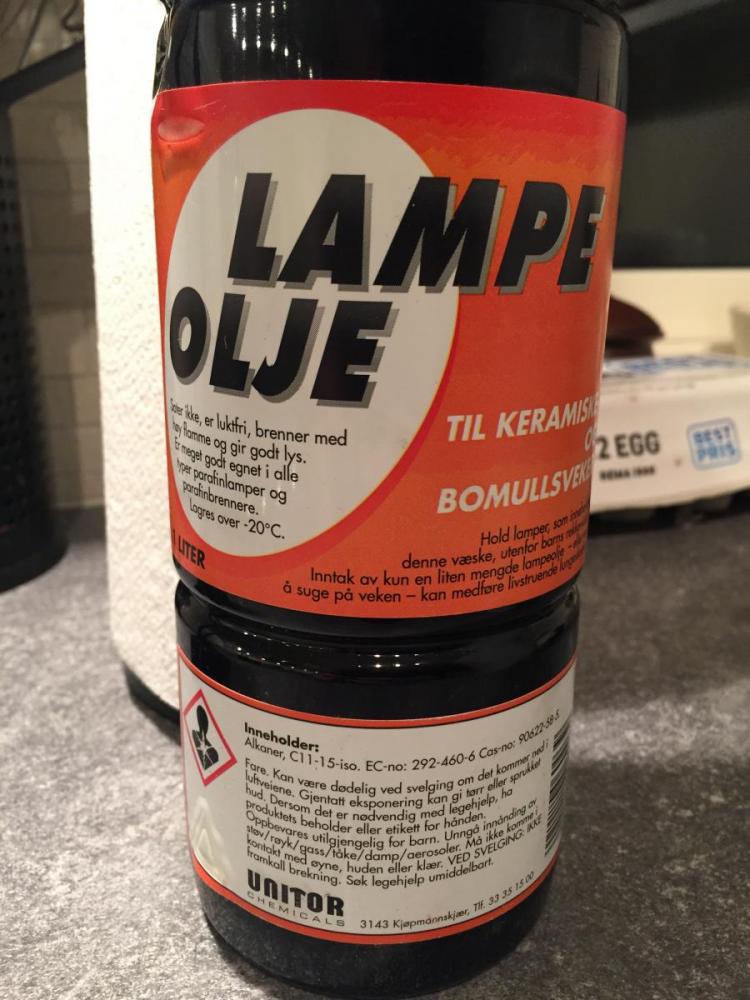 LAMPE
OLJE
Soter ikke, er luktfri, brenner med
høy flamme og gir godt lys.
Er meget godt egnet i alle
typer parafinlamper og
parafinbrennere.
Lagres over -20°C.
1 LITER
TIL KERAMISKE
BOMULLSVEKE
Hold lamper, som
denne væske, utenfor barns
Inntak av kun en liten mengde lampeolje –
å suge på veken – kan medføre livstruende
Inneholder:
Alkaner, C11-15-iso. EC-no: 292-460-6 Cas-no: 90622-58-5.
Fare. Kan være dødelig ved svelging om det kommer ned i
luftveiene. Gjentatt eksponering kan gi tørr eller sprukket
hud. Dersom det er nødvendig med legehjelp, ha
produktets beholder eller etikett for hånden.
Oppbevares utilgjengelig for barn. Unngå innånding av
støv/røyk/gass/tåke/damp/aerosoler. Må ikke komme i
kontakt med øyne, huden eller klær. VED SVELGING: IKKE
framkall brekning. Søk legehjelp umiddelbart.
UNITOR
CHEMICALS
3143 Kjøpmannskjær, Tlf. 33 35 15 00
2 EGG
REMA 1000
BEST
PRIS